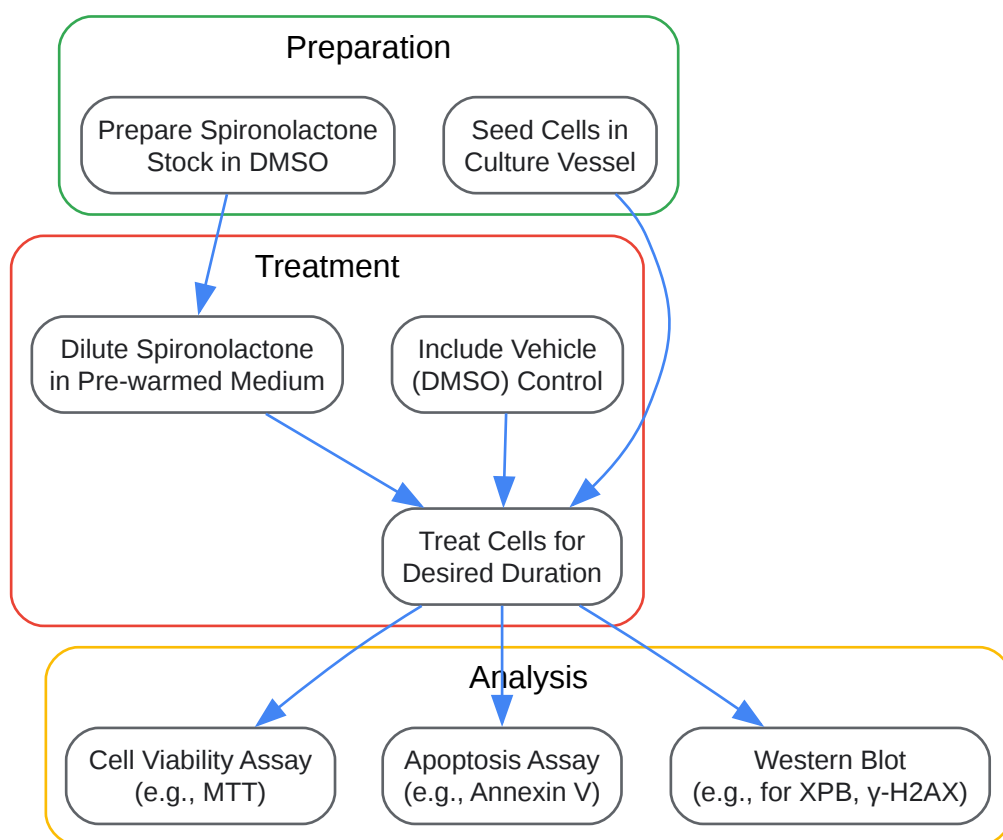 Preparation
Prepare Spironolactone
Stock in DMSO
Seed Cells in
Culture Vessel
Treatment
Dilute Spironolactone
in Pre-warmed Medium
Include Vehicle
(DMSO) Control
Treat Cells for
Desired Duration
Analysis
Cell Viability Assay
(e.g., MTT)
Apoptosis Assay
(e.g., Annexin V)
Western Blot
(e.g., for XPB, γ-H2AX)